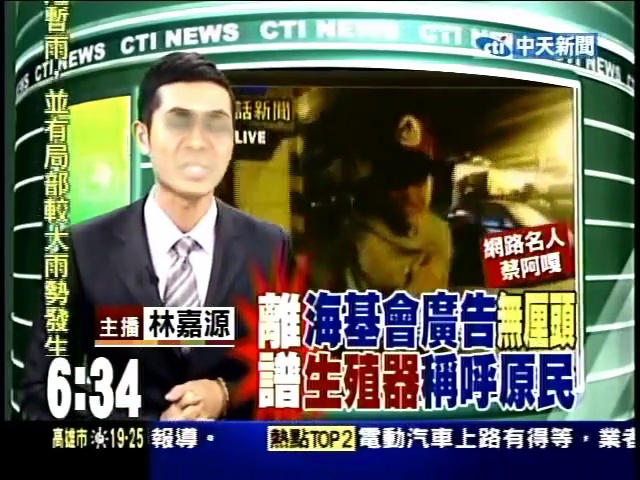 暫雨，並有局部較大雨勢發生
CTI NEWS
CTI NEWS
CTI NEWS
cti 中天新聞
話新聞
LIVE
網路名人
蔡阿嘎
主播 林嘉源
離譜
海基會廣告無厘頭
生殖器稱呼原民
6:34
高雄市 19-25 報導。 熱點TOP2 電動汽車上路有得等，業者